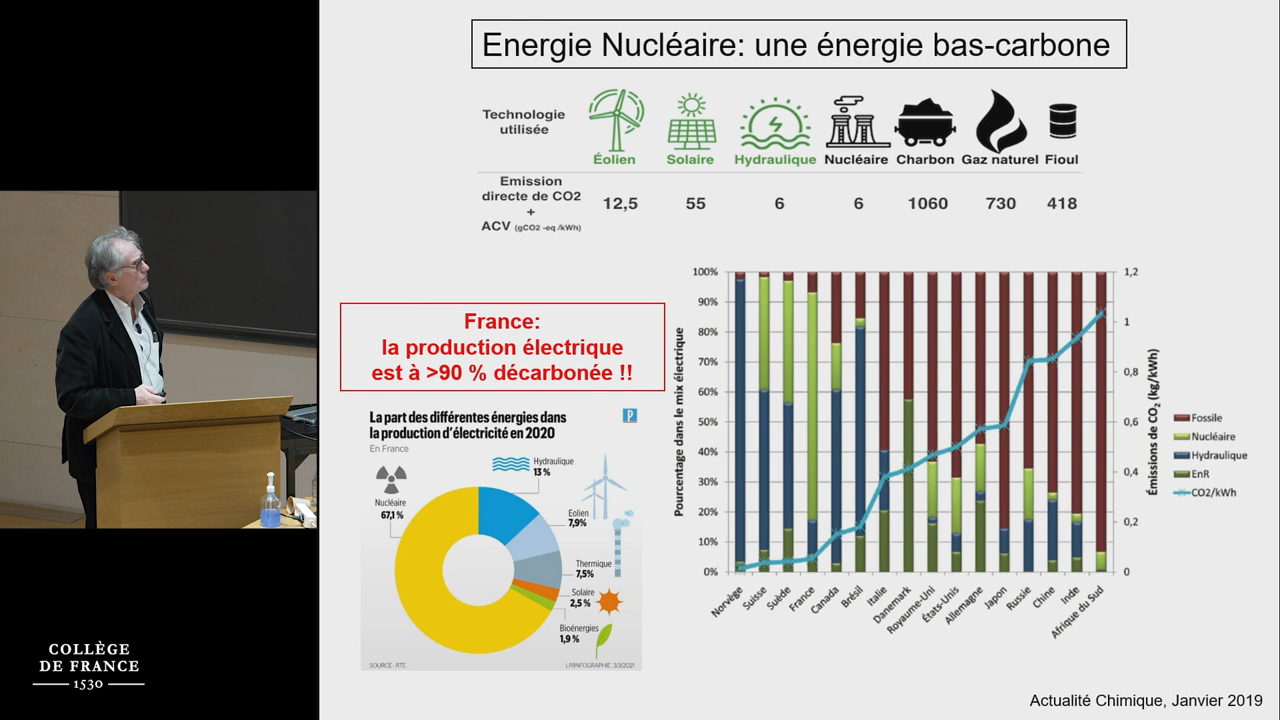 Energie Nucléaire: une énergie bas-carbone
Technologie
utilisée
Éolien
Solaire
Hydraulique
Nucléaire
Charbon
Gaz naturel
Fioul
Emission
directe de CO2
+
ACV (gCO2 -eq /kWh)
12,5
55
6
6
1060
730
418
France:
la production électrique
est à >90 % décarbonée !!
La part des différentes énergies dans
la production d'électricité en 2020
En France
P
Hydraulique
13 %
Nucléaire
67,1 %
Eolien
7,9%
Thermique
7,5%
Solaire
2,5 %
Bioénergies
1,9 %
SOURCE : RTE.
LP/INFOGRAPHIE. 3/3/2021
Pourcentage dans le mix électrique
100%
90%
80%
70%
60%
50%
40%
30%
20%
10%
0%
Norvège
Suisse
Suède
France
Canada
Brésil
Italie
Danemark
Royaume-Uni
États-Unis
Allemagne
Japon
Russie
Chine
Inde
Afrique du Sud
1,2
1
0,8
0,6
0,4
0,2
0
Émissions de CO2 (kg/kWh)
Fossile
Nucléaire
Hydraulique
EnR
CO2/kWh
COLLÈGE
DE FRANCE
1530
Actualité Chimique, Janvier 2019